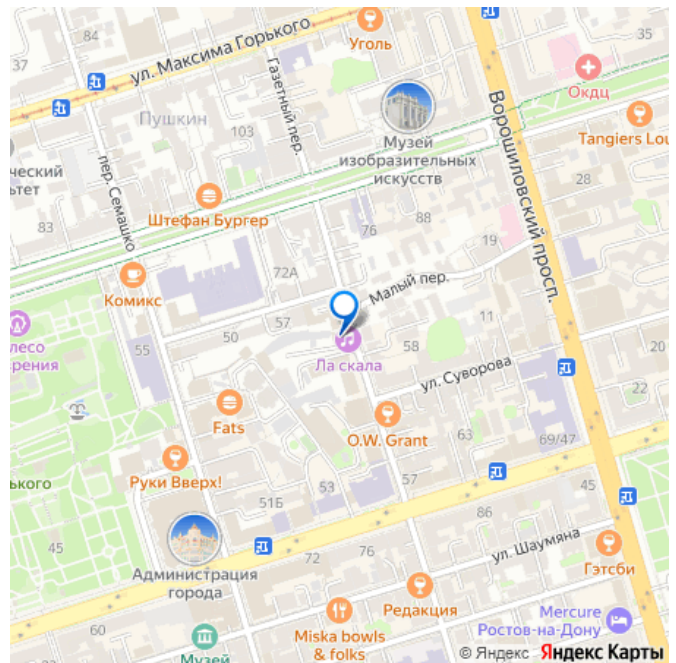 84
37
ул. Максима Горького
Уголь
Газетный пер.
Окдц
Пушкин
103
Музей
изобразительных
искусств
Ворошиловский просп.
Tangiers Lou
ческий
ьтет
пер. Семашко
28
83
Штефан Бургер
76
88
19
72А
Комикс
Малый пер.
лесо
зрения
55
50
57
11
58
20
Ла скала
ул. Суворова
22
Fats
O.W. Grant
63
69/47
Руки Вверх!
ького
51Б
53
57
45
86
45
72
76
ул. Шаумяна
Администрация
города
Гэтсби
Редакция
60
Miska bowls
& folks
Mercure
Ростов-на-Дону
Музей
© Яндекс Яндекс Карты